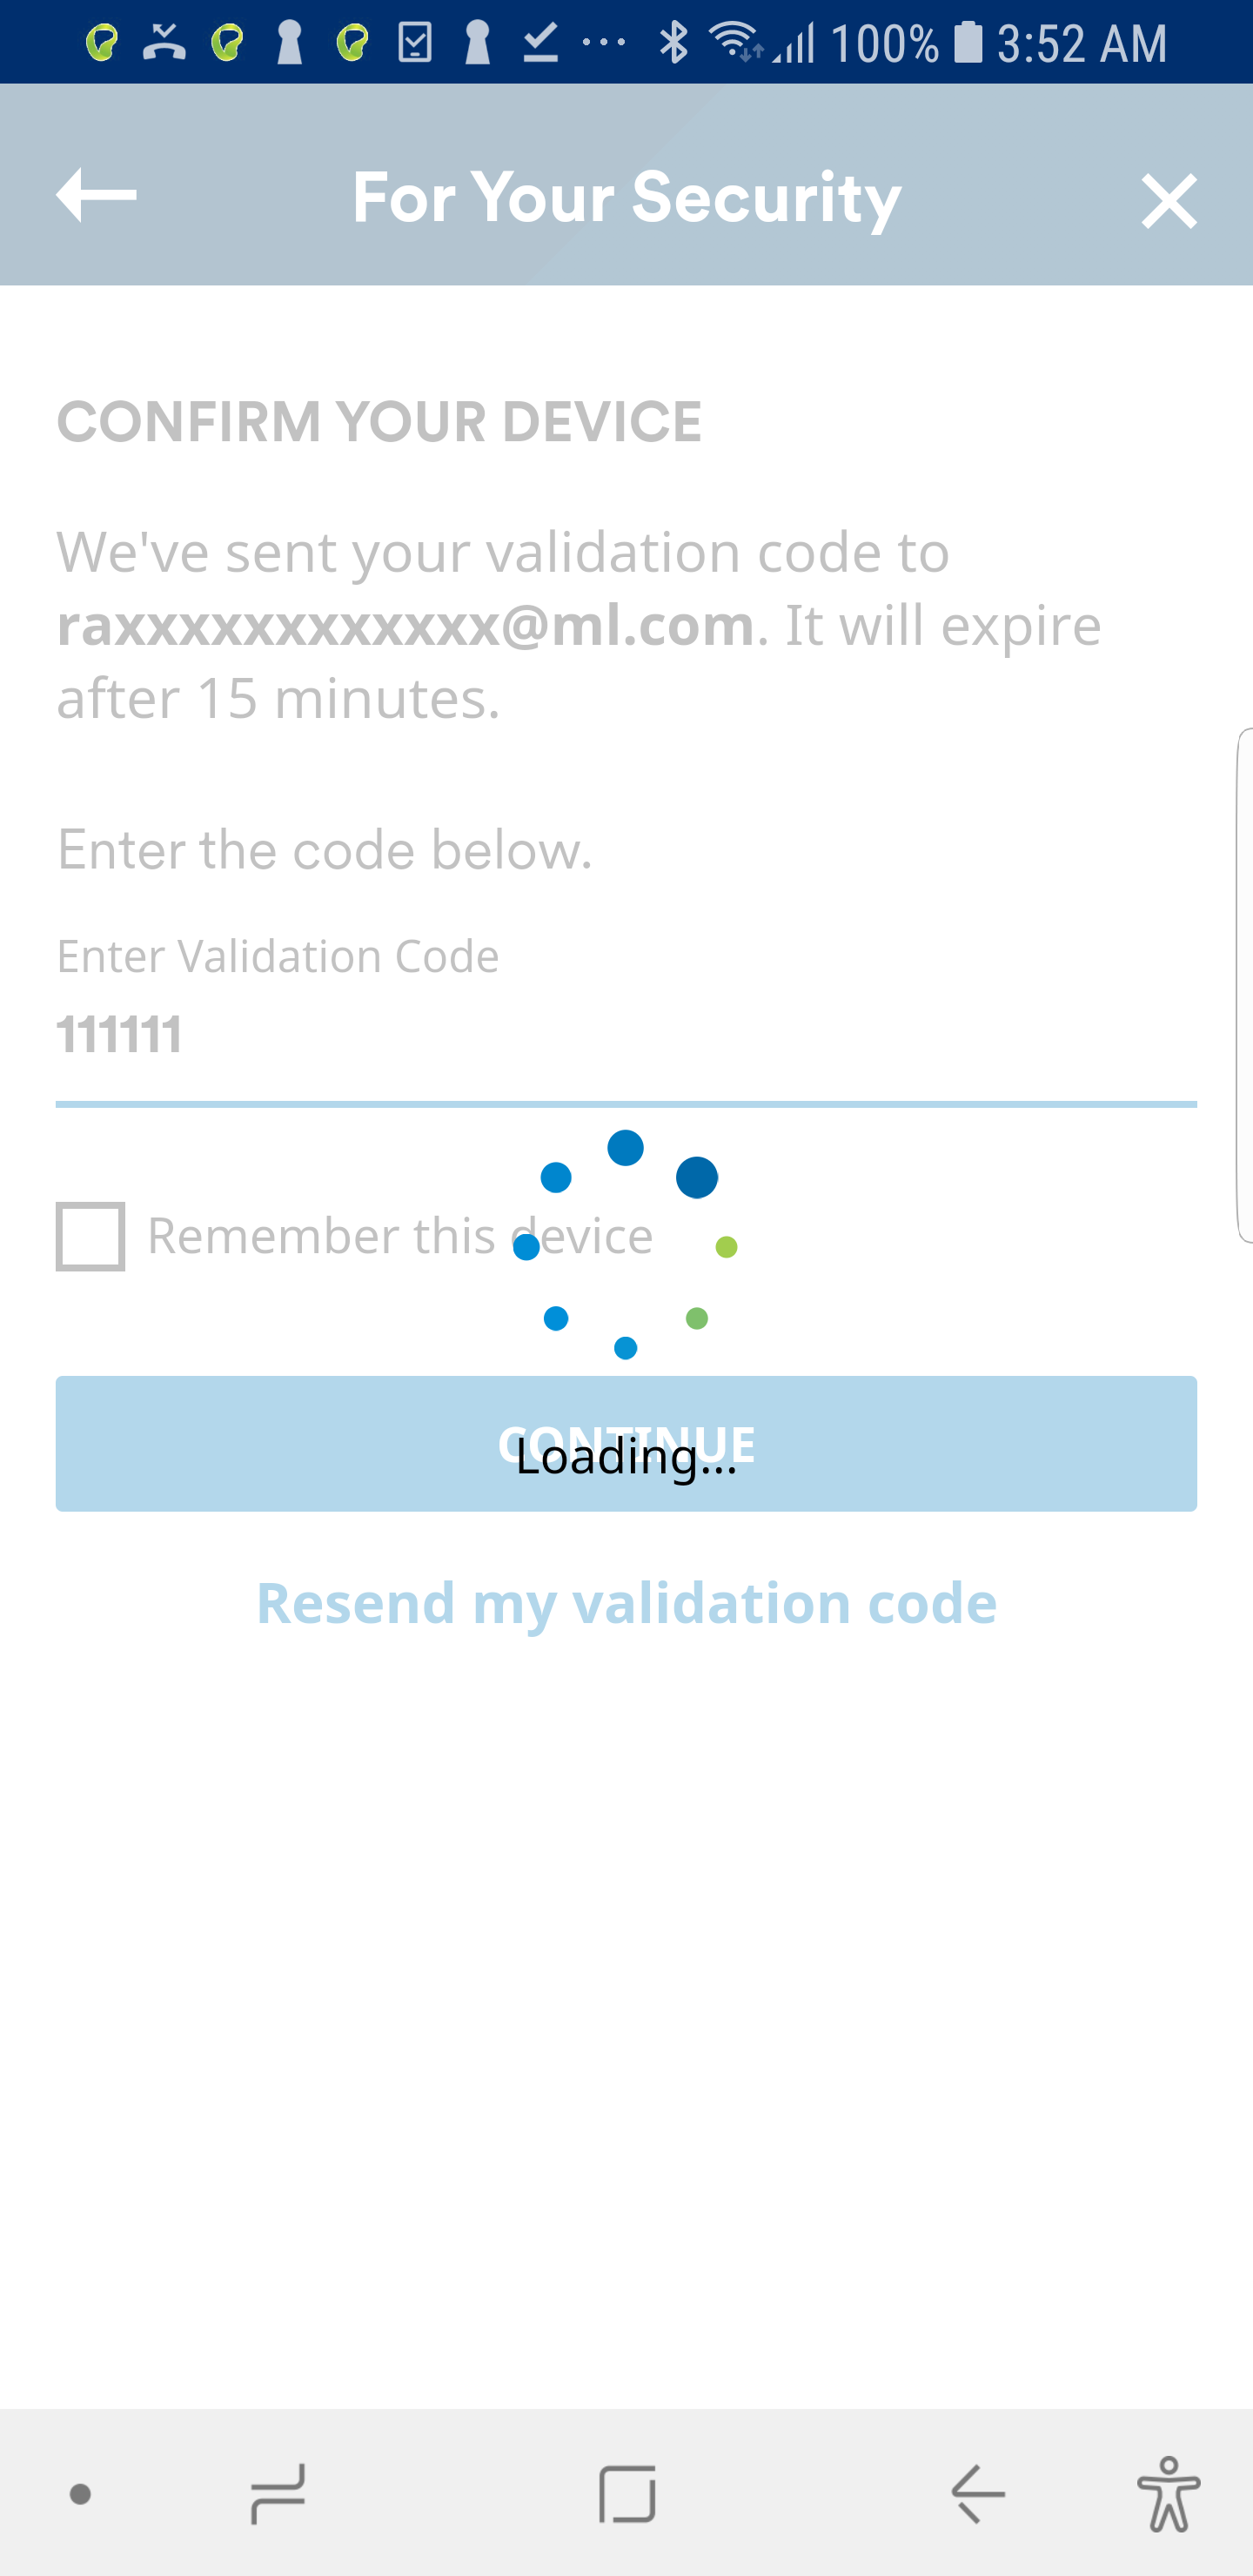 100% 3:52 AM
For Your Security
CONFIRM YOUR DEVICE
We've sent your validation code to
raxxxxxxxxxxxx@ml.com. It will expire
after 15 minutes.
Enter the code below.
Enter Validation Code
111111
Remember this device
CONTINUE
Loading...
Resend my validation code